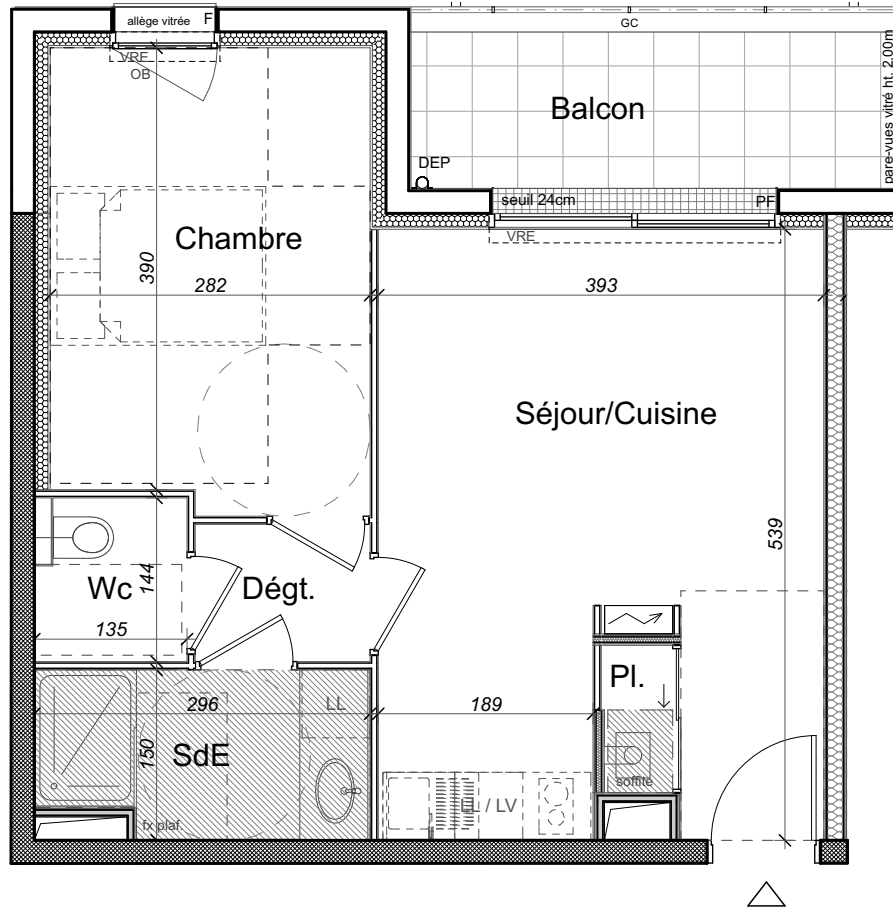 allège vitrée F
GC
VRE
OB
Balcon
pare-vues vitré ht. 2.00m
DEP
seuil 24cm PF
VRE
Chambre
390
282
393
Séjour/Cuisine
539
Wc
144
Dégt.
135
Pl.
296
LL
189
SdE
150
soffite
LL / LV
fx plaf.